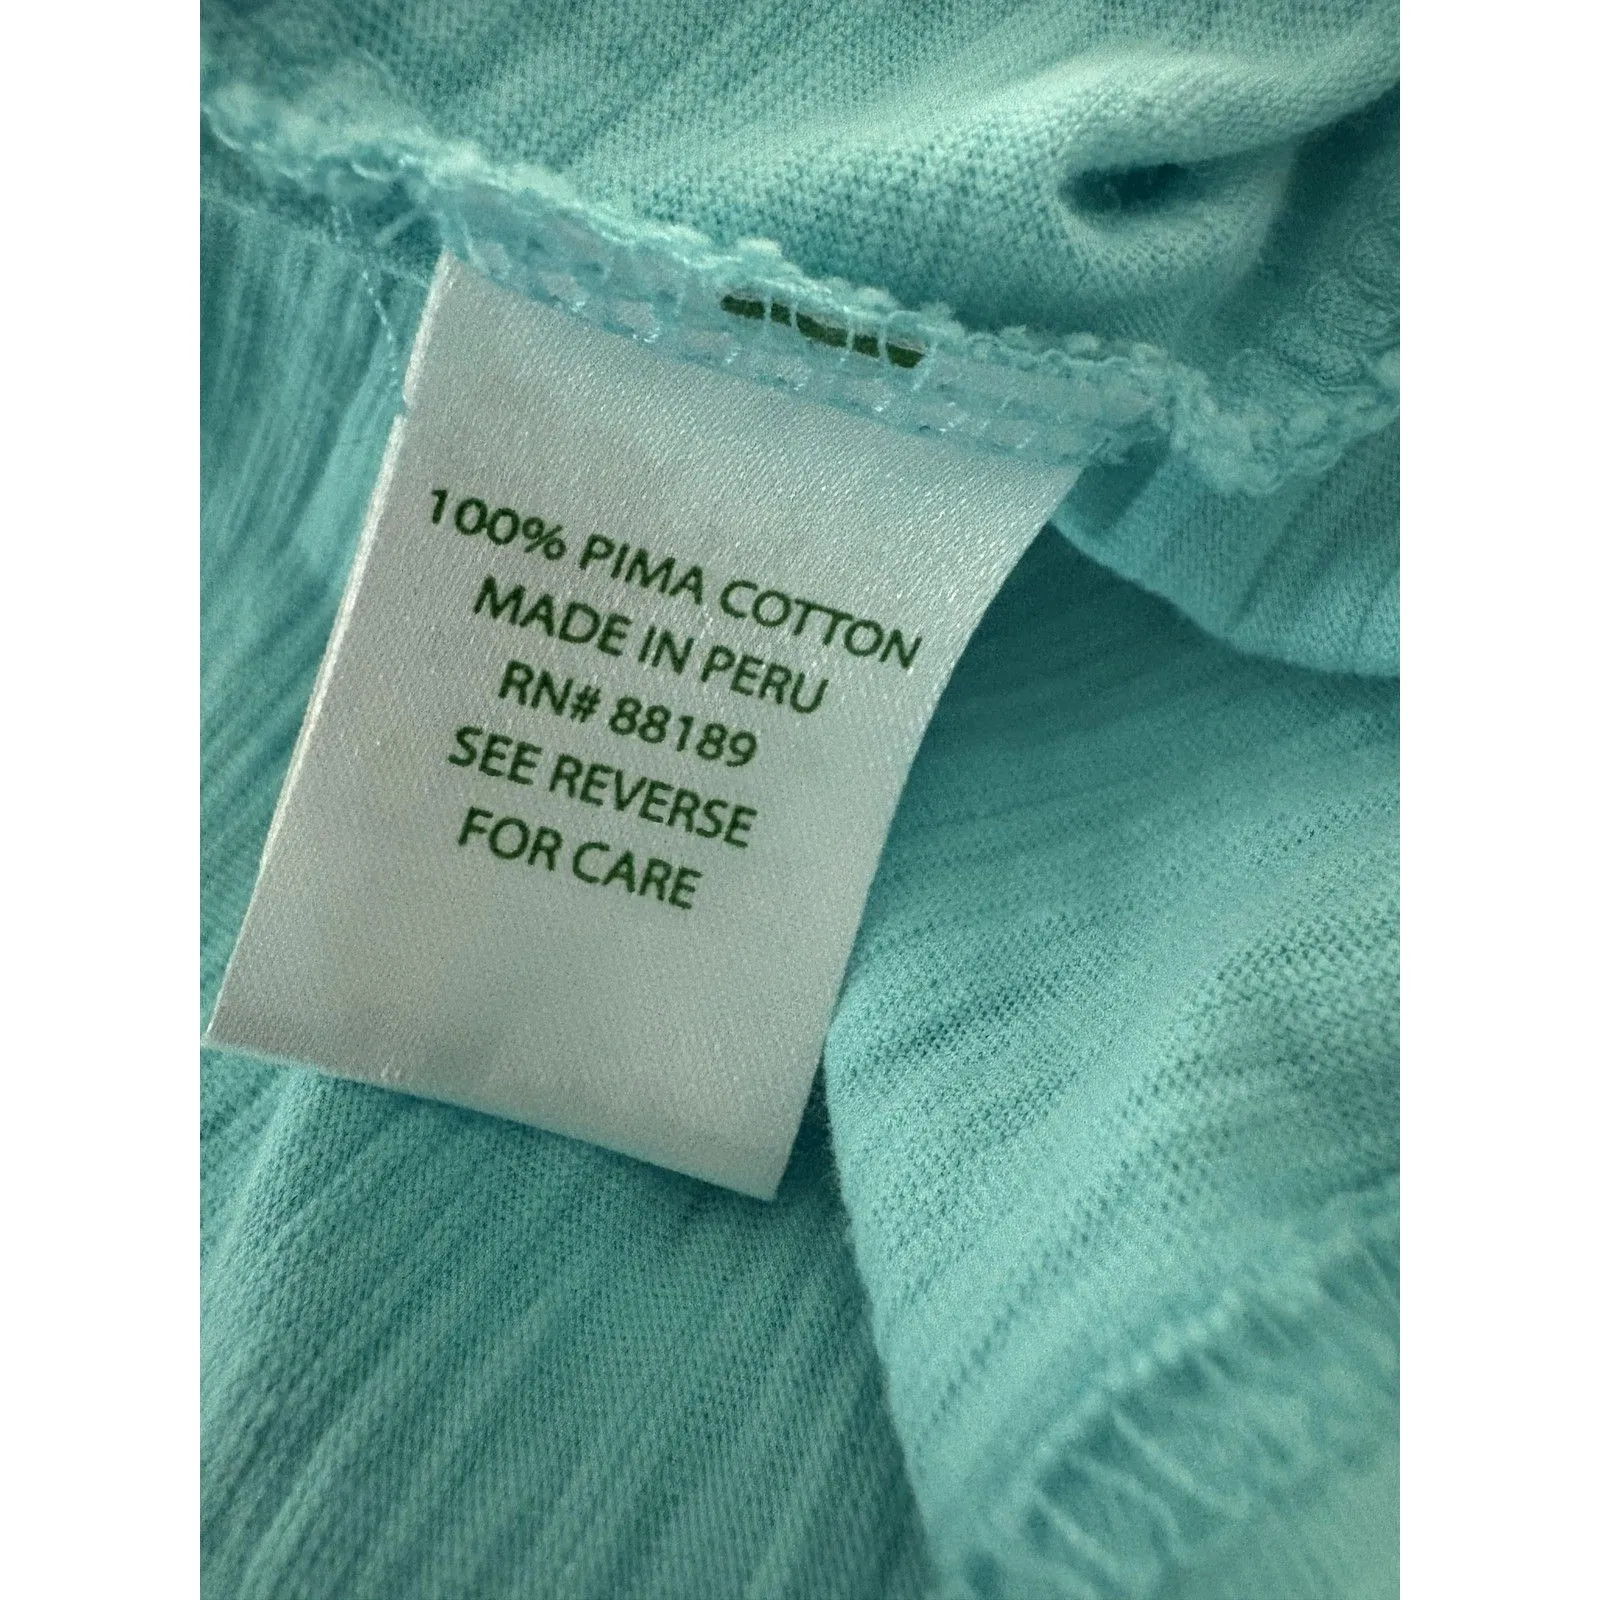 100% PIMA COTTON
MADE IN PERU
RN# 88189
SEE REVERSE
FOR CARE